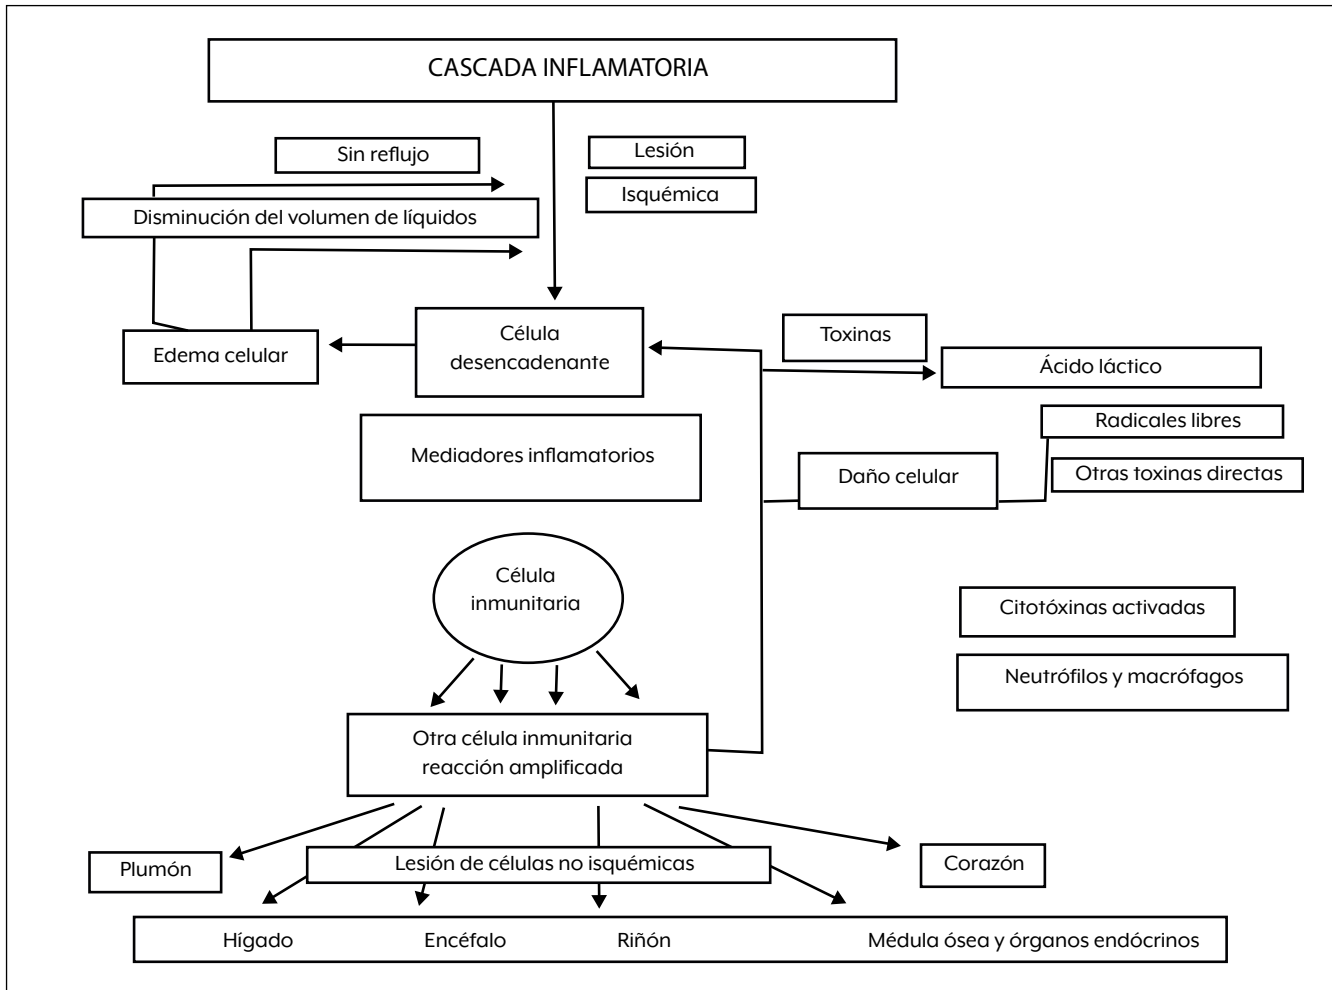 CASCADA INFLAMATORIA
Sin reflujo
Lesión
Isquémica
Disminución del volumen de líquidos
Célula
desencadenante
Edema celular
Toxinas
Ácido láctico
Radicales libres
Mediadores inflamatorios
Daño celular
Otras toxinas directas
Célula
inmunitaria
Citotóxinas activadas
Neutrófilos y macrófagos
Otra célula inmunitaria
reacción amplificada
Plumón
Lesión de células no isquémicas
Corazón
Hígado
Encéfalo
Riñón
Médula ósea y órganos endócrinos